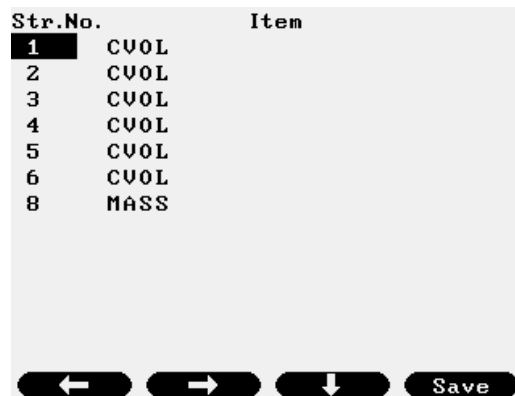 Str.No. Item
1 CVOL
2 CVOL
3 CVOL
4 CVOL
5 CVOL
6 CVOL
8 MASS
← → ↓ Save